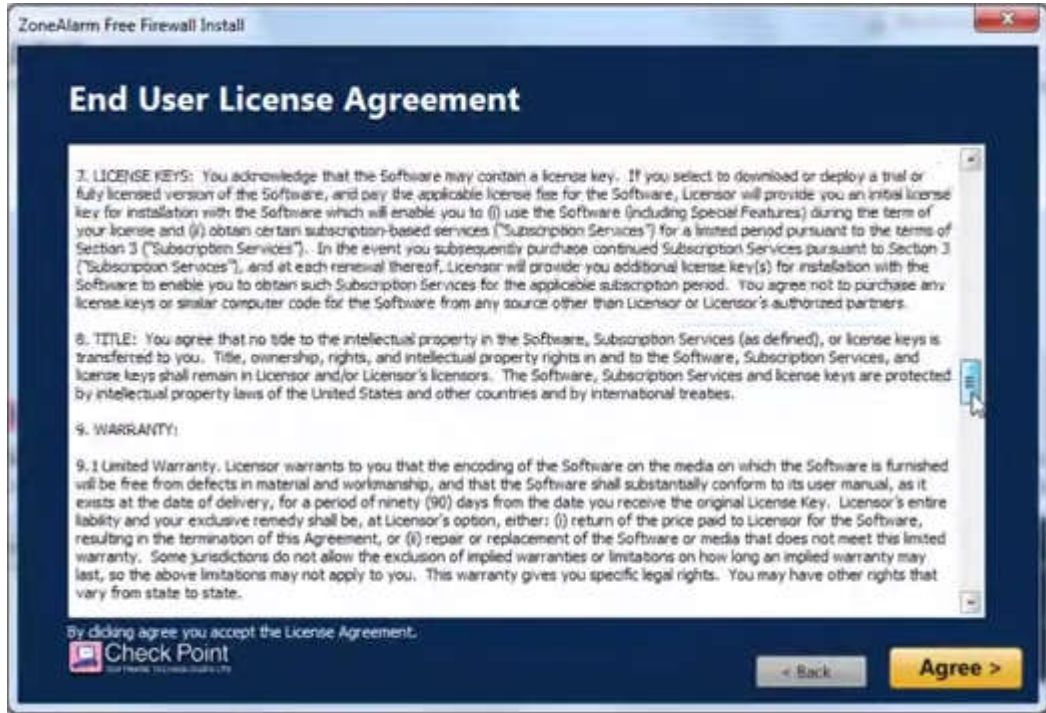 ZoneAlarm Free Firewall Install
End User License Agreement
7. LICENSE KEYS: You acknowledge that the Software may contain a license key. If you select to download or deploy a trial or
fully licensed version of the Software, and pay the applicable license fee for the Software, Licensor will provide you an initial license
key for installation with the Software which will enable you to (i) use the Software (including Special Features) during the term of
your license and (ii) obtain certain subscription-based services ("Subscription Services") for a limited period pursuant to the terms of
Section 3 ("Subscription Services"). In the event you subsequently purchase continued Subscription Services pursuant to Section 3
("Subscription Services"), and at each renewal thereof, Licensor will provide you additional license key(s) for installation with the
Software to enable you to obtain such Subscription Services for the applicable subscription period. You agree not to purchase any
license keys or similar computer code for the Software from any source other than Licensor or Licensor's authorized partners.
8. TITLE: You agree that no title to the intellectual property in the Software, Subscription Services (as defined), or license keys is
transferred to you. Title, ownership, rights, and intellectual property rights in and to the Software, Subscription Services, and
license keys shall remain in Licensor and/or Licensor's licensors. The Software, Subscription Services and license keys are protected
by intellectual property laws of the United States and other countries and by international treaties.
9. WARRANTY:
9.1 Limited Warranty. Licensor warrants to you that the encoding of the Software on the media on which the Software is furnished
will be free from defects in material and workmanship, and that the Software shall substantially conform to its user manual, as it
exists at the date of delivery, for a period of ninety (90) days from the date you receive the original License Key. Licensor's entire
liability and your exclusive remedy shall be, at Licensor's option, either: (i) return of the price paid to Licensor for the Software,
resulting in the termination of this Agreement, or (ii) repair or replacement of the Software or media that does not meet this limited
warranty. Some jurisdictions do not allow the exclusion of implied warranties or limitations on how long an implied warranty may
last, so the above limitations may not apply to you. This warranty gives you specific legal rights. You may have other rights that
vary from state to state.
By clicking agree you accept the License Agreement.
Check Point
SOFTWARE TECHNOLOGIES LTD.
< Back
Agree >